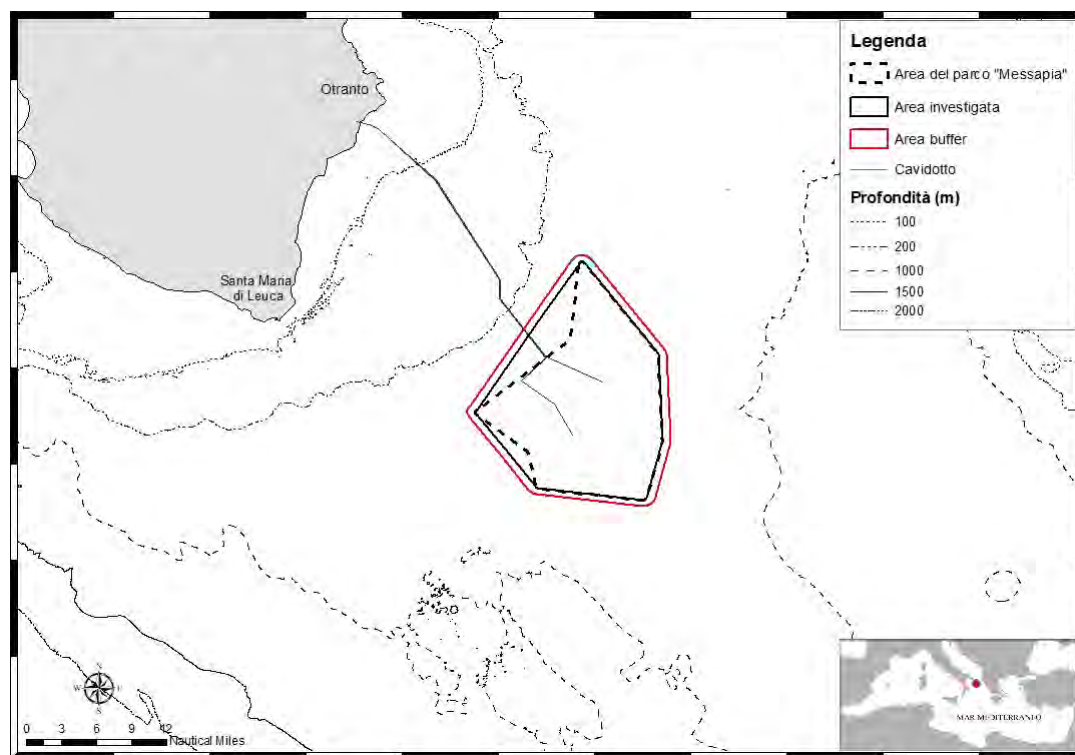 Otranto
Santa Maria
di Leuca
Legenda
Area del parco "Messapia"
Area investigata
Area buffer
Cavidotto
Profondità (m)
100
200
1000
1500
2000
N
W E
S
0 3 6 9 12
Nautical Miles
MAR MEDITERRANEO